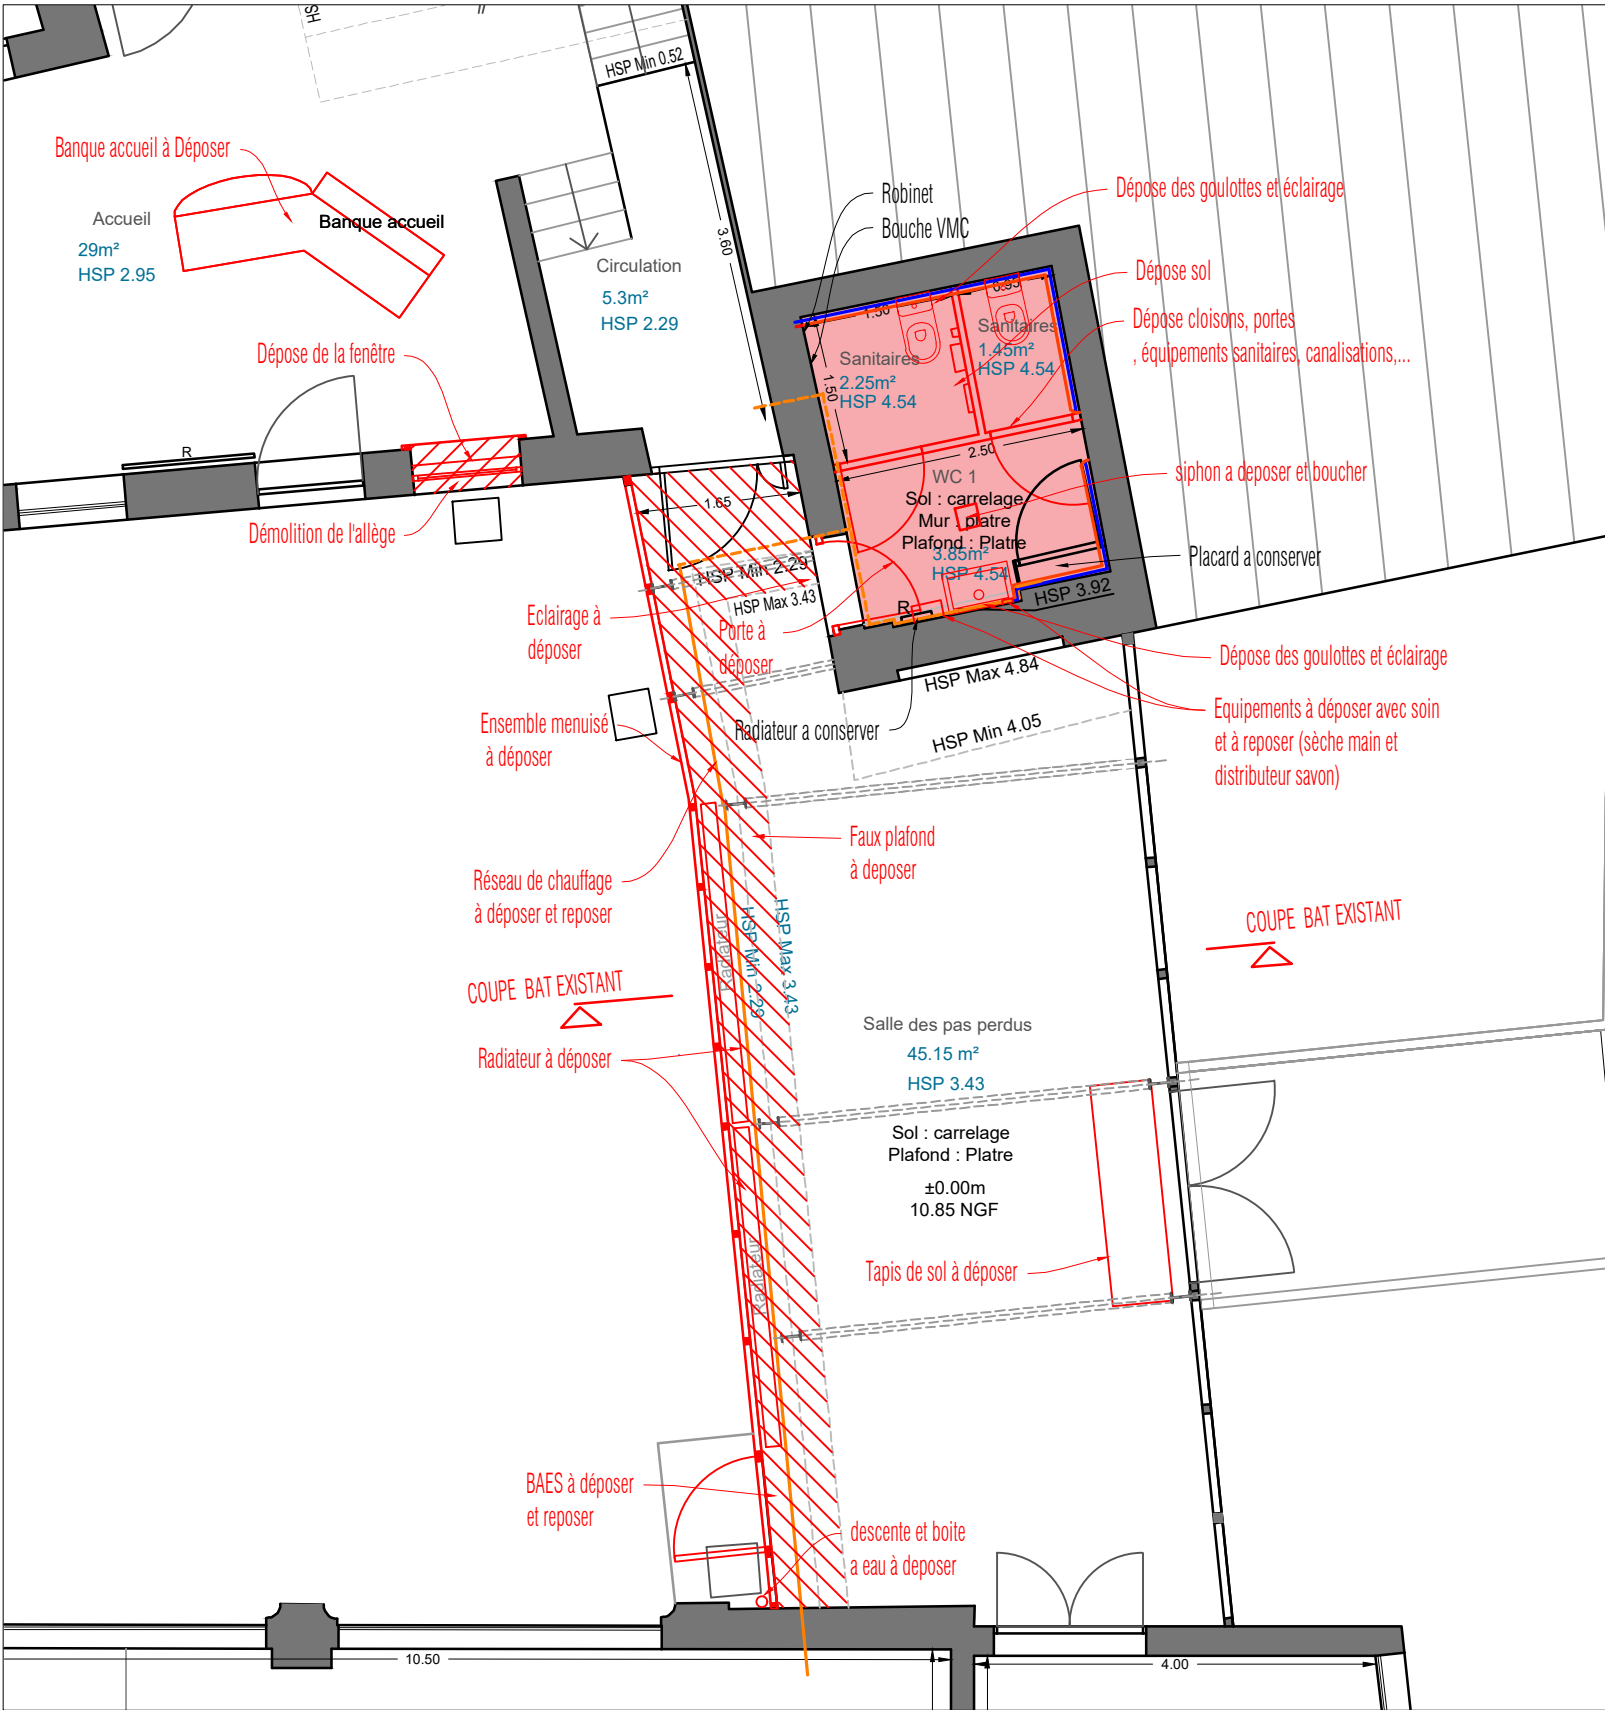 HSP Min 0.52
Banque accueil à Déposer
Accueil
29m²
HSP 2.95
Banque accueil
3.60
Circulation
5.3m²
HSP 2.29
Robinet
Bouche VMC
Dépose des goulottes et éclairage
Dépose sol
Dépose cloisons, portes
, équipements sanitaires, canalisations,...
0.95
1.50
Sanitaires
1.45m²
HSP 4.54
Sanitaires
2.25m²
HSP 4.54
1.50
Dépose de la fenêtre
R
Démolition de l'allège
1.65
2.50
WC 1
Sol : carrelage
Mur : platre
Plafond : Platre
3.85m²
HSP 4.54
siphon a deposer et boucher
Placard a conserver
HSP Min 2.29
HSP Max 3.43
HSP 3.92
R
Eclairage à
déposer
Porte à
déposer
Dépose des goulottes et éclairage
HSP Max 4.84
HSP Min 4.05
Radiateur a conserver
Equipements à déposer avec soin
et à reposer (sèche main et
distributeur savon)
Ensemble menuisé
à déposer
Faux plafond
à deposer
Réseau de chauffage
à déposer et reposer
Radiateur
HSP Min 2.29
HSP Max 3.43
COUPE BAT EXISTANT
COUPE BAT EXISTANT
Radiateur à déposer
Salle des pas perdus
45.15 m²
HSP 3.43
Sol : carrelage
Plafond : Platre
±0.00m
10.85 NGF
Radiateur
Tapis de sol à déposer
BAES à déposer
et reposer
descente et boite
a eau à deposer
10.50
4.00